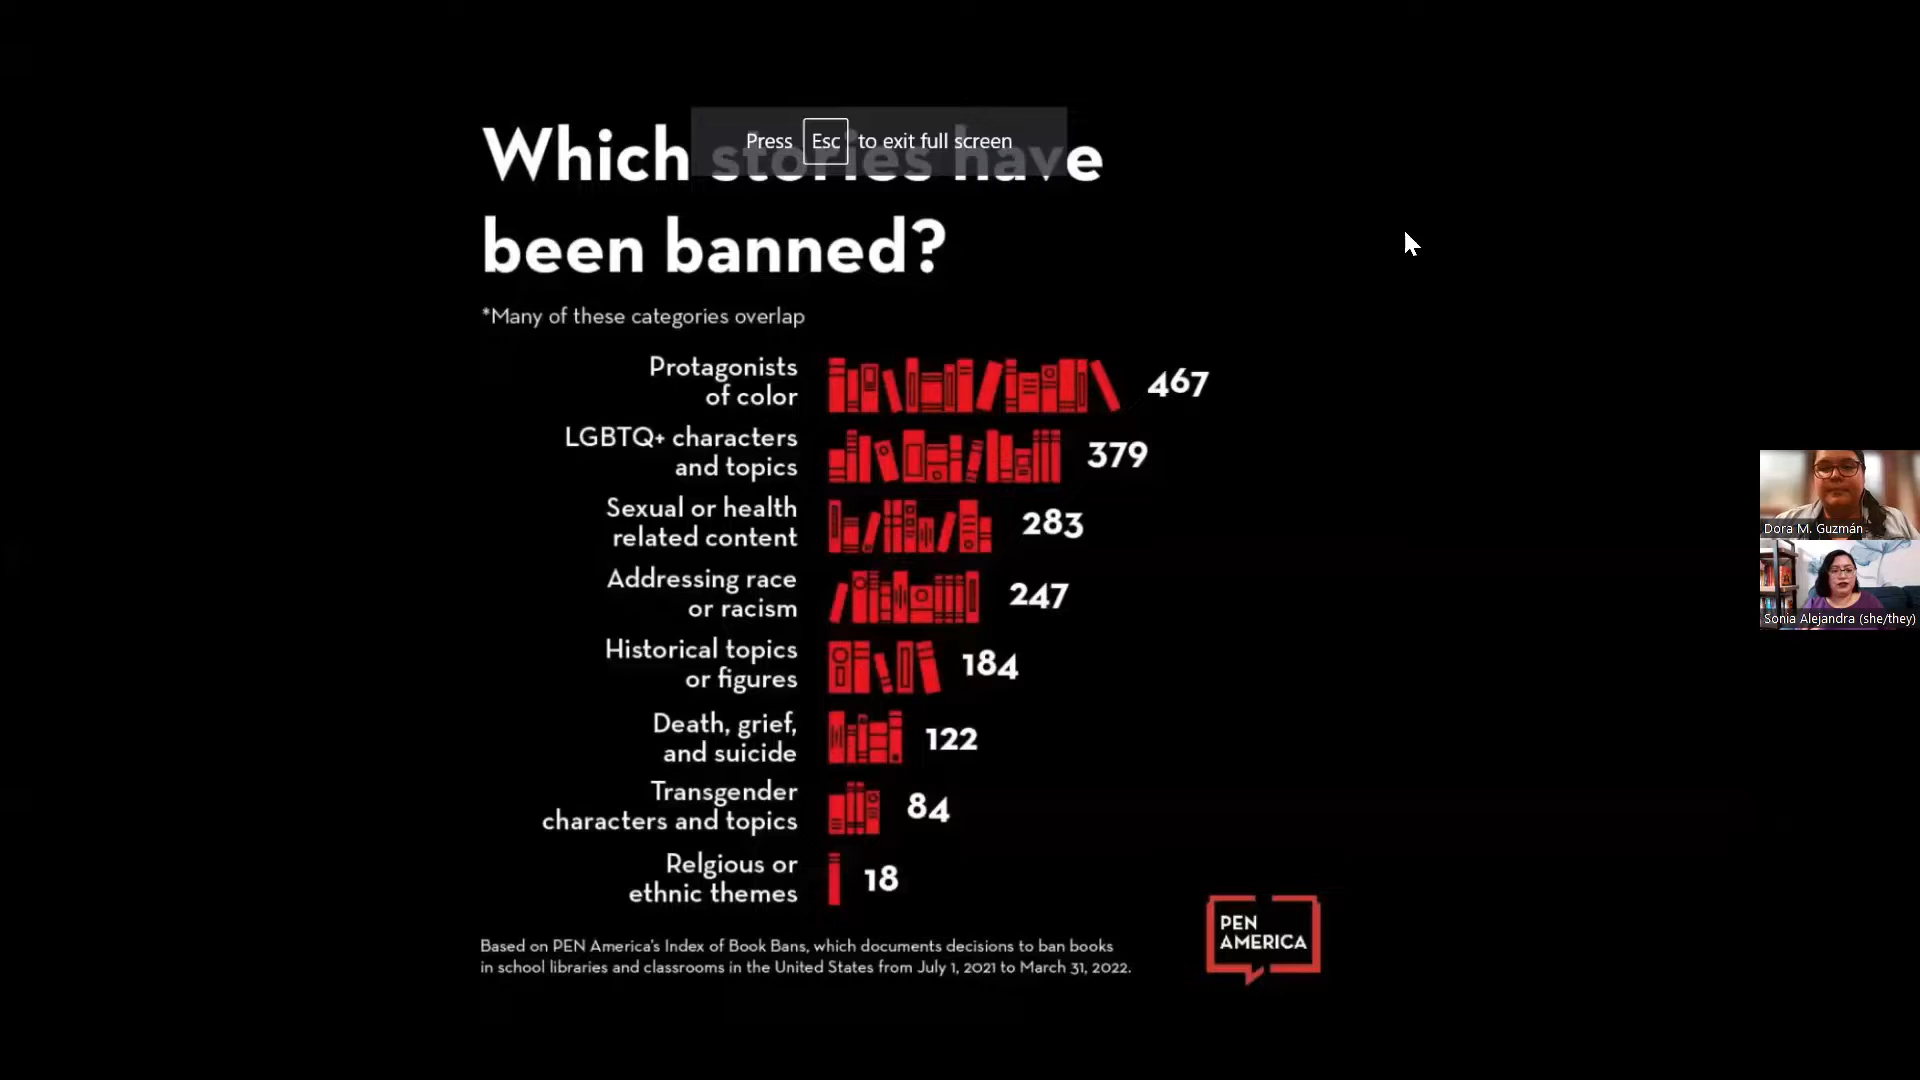 Press Esc to exit full screen
Which stories have
been banned?
*Many of these categories overlap
Protagonists
of color
467
LGBTQ+ characters
and topics
379
Sexual or health
related content
283
Addressing race
or racism
247
Historical topics
or figures
184
Death, grief,
and suicide
122
Transgender
characters and topics
84
Relgious or
ethnic themes
18
Based on PEN America's Index of Book Bans, which documents decisions to ban books
in school libraries and classrooms in the United States from July 1, 2021 to March 31, 2022.
PEN
AMERICA
Dora M. Guzmán
Sonia Alejandra (she/they)